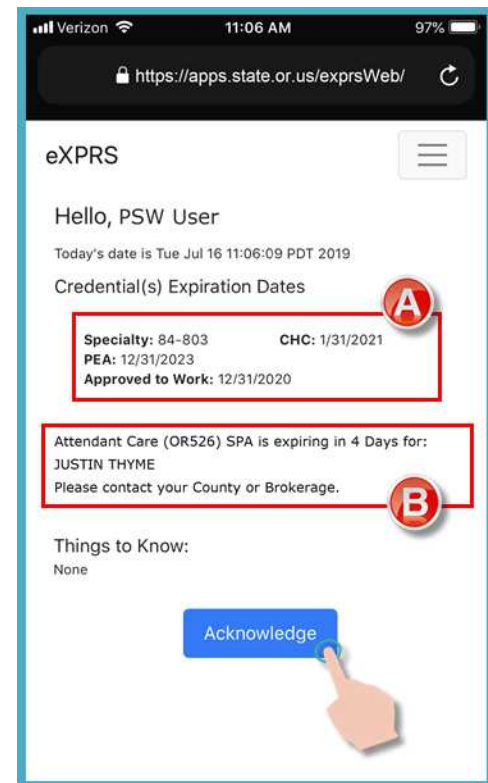 Verizon 11:06 AM 97%
https://apps.state.or.us/exprsWeb/
eXPRS
Hello, PSW User
Today's date is Tue Jul 16 11:06:09 PDT 2019
Credential(s) Expiration Dates
A
Specialty: 84-803 CHC: 1/31/2021
PEA: 12/31/2023
Approved to Work: 12/31/2020
Attendant Care (OR526) SPA is expiring in 4 Days for:
JUSTIN THYME
Please contact your County or Brokerage.
B
Things to Know:
None
Acknowledge